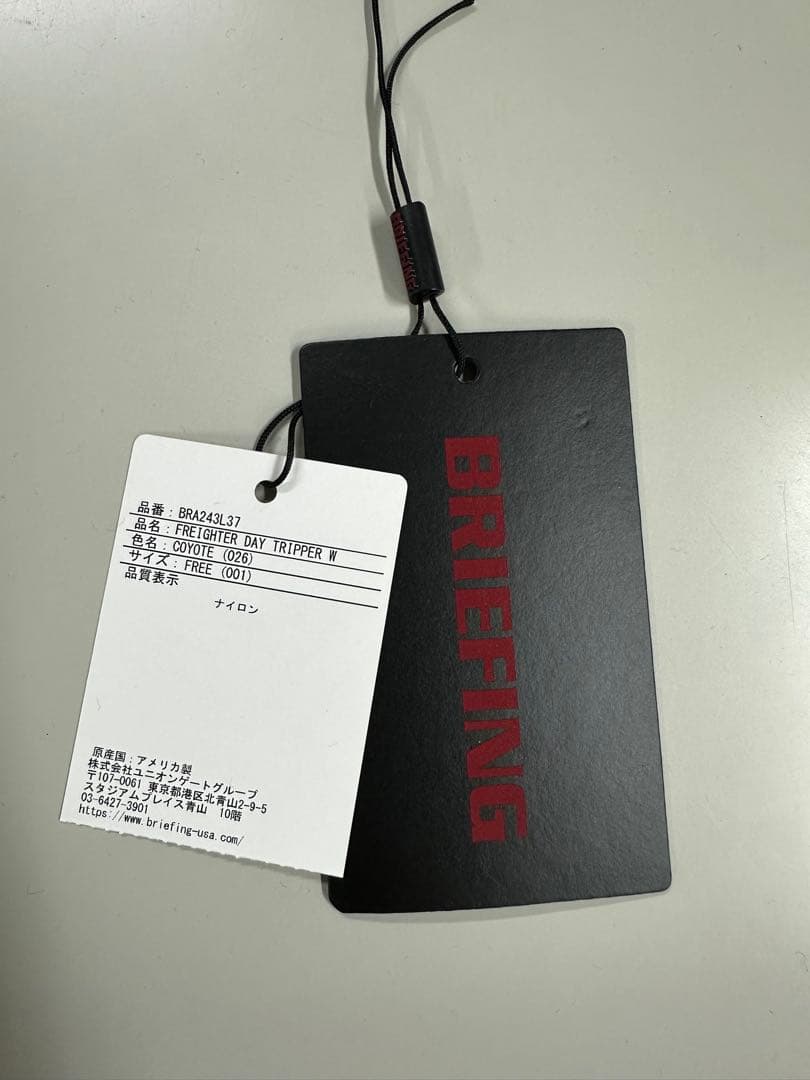 BRIEFING
品番：BRA243L37
品名：FREIGHTER DAY TRIPPER W
色名：COYOTE (026)
サイズ：FREE (001)
品質表示
ナイロン
原産国：アメリカ製
株式会社ユニオンゲートグループ
〒107-0061 東京都港区北青山2-9-5
スタジアムプレイス青山 10階
03-6427-3901
https://www.briefing-usa.com/
BRIEFING